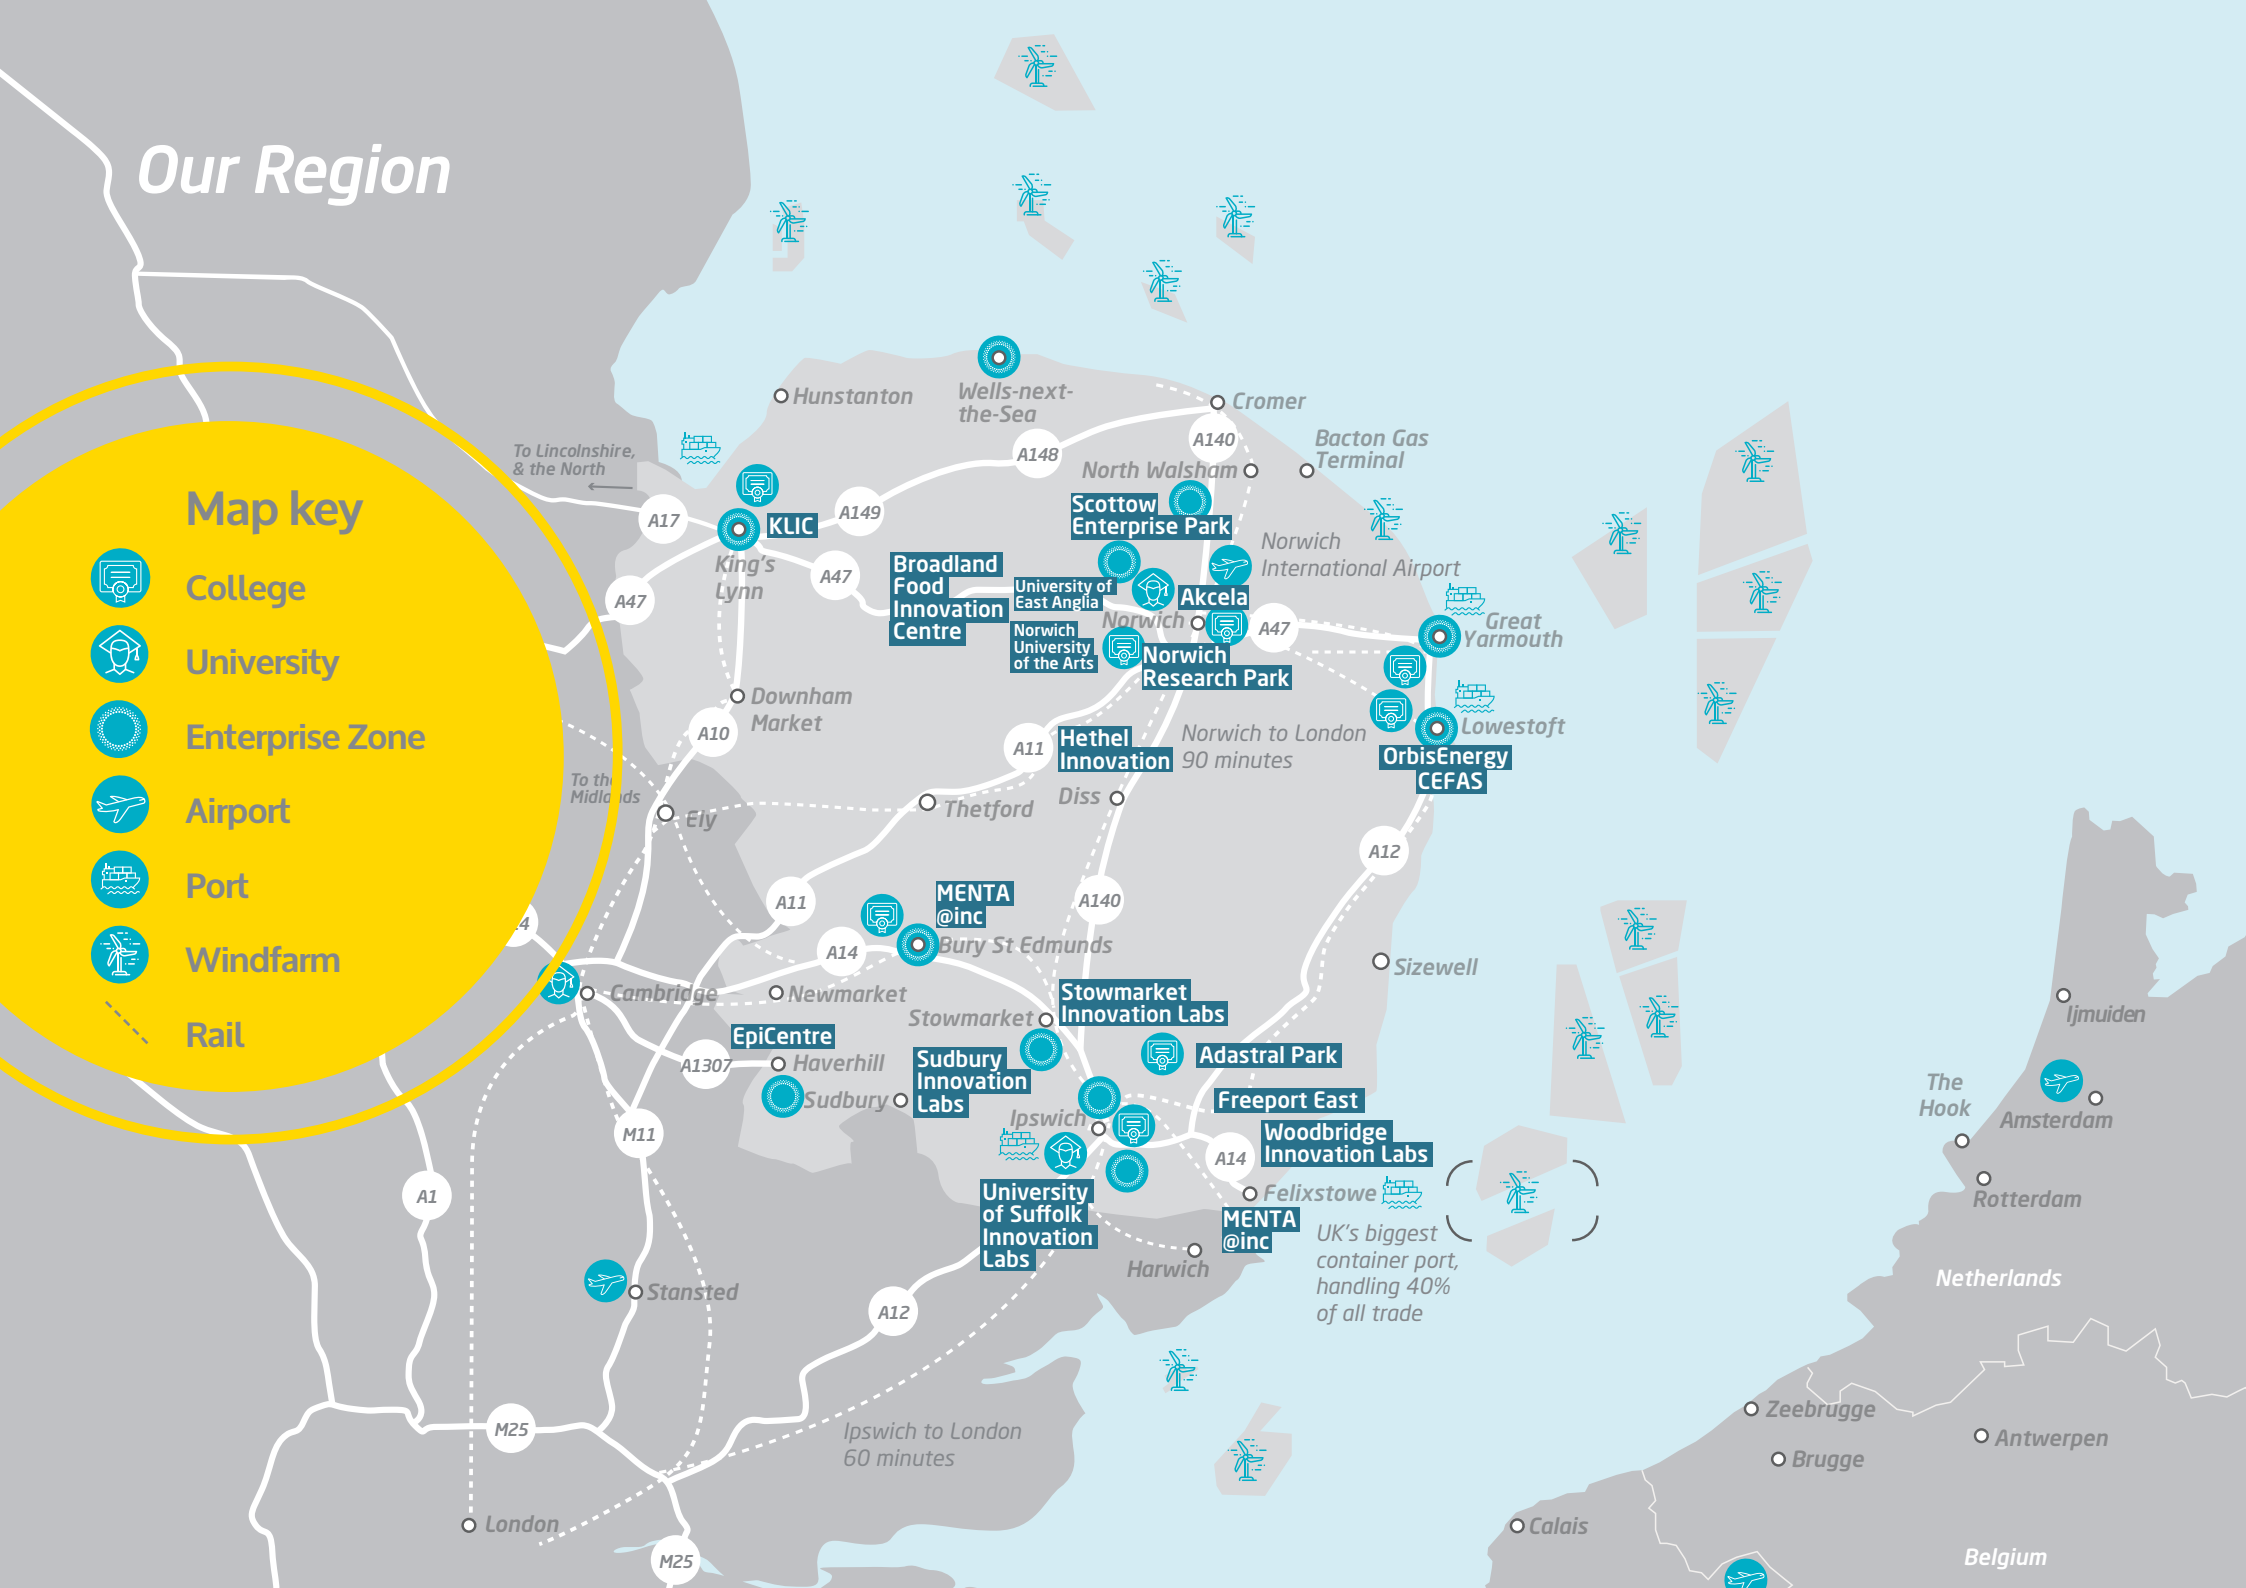 Our Region
Map key
College
University
Enterprise Zone
Airport
Port
Windfarm
Rail
To Lincolnshire,
& the North
Hunstanton
Wells-next-
the-Sea
Cromer
A140
A148
North Walsham
Bacton Gas
Terminal
A17
KLIC
A149
King's
Lynn
A47
A47
Scottow
Enterprise Park
Norwich
International Airport
Broadland
Food
Innovation
Centre
University of
East Anglia
Akcela
Norwich
Norwich
University
of the Arts
A47
Great
Yarmouth
Norwich
Research Park
Downham
Market
A10
Lowestoft
OrbisEnergy
CEFAS
A11
Hethel
Innovation
Norwich to London
90 minutes
To the
Midlands
Ely
Thetford
Diss
A12
A11
MENTA
@inc
A140
A14
Bury St Edmunds
Sizewell
Cambridge
Newmarket
Stowmarket
Innovation Labs
Stowmarket
EpiCentre
A1307
Haverhill
Sudbury
Innovation
Labs
Adastral Park
Sudbury
Freeport East
Ipswich
Woodbridge
Innovation Labs
M11
A14
A1
University
of Suffolk
Innovation
Labs
Felixstowe
MENTA
@inc
UK's biggest
container port,
handling 40%
of all trade
Harwich
Stansted
A12
M25
Ipswich to London
60 minutes
London
M25
Ijmuiden
The
Hook
Amsterdam
Rotterdam
Netherlands
Zeebrugge
Antwerpen
Brugge
Calais
Belgium